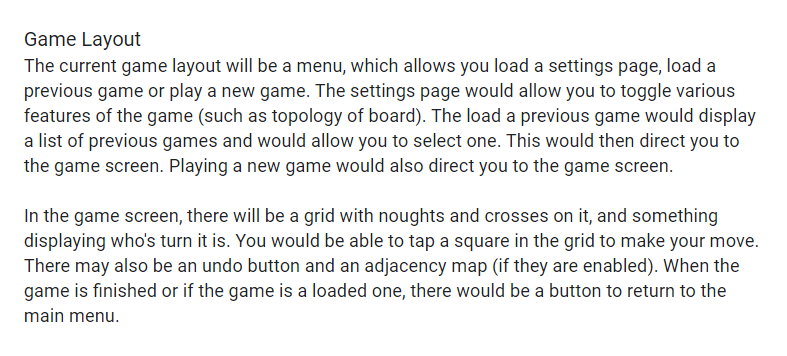 Game Layout
The current game layout will be a menu, which allows you load a settings page, load a
previous game or play a new game. The settings page would allow you to toggle various
features of the game (such as topology of board). The load a previous game would display
a list of previous games and would allow you to select one. This would then direct you to
the game screen. Playing a new game would also direct you to the game screen.

In the game screen, there will be a grid with noughts and crosses on it, and something
displaying who's turn it is. You would be able to tap a square in the grid to make your move.
There may also be an undo button and an adjacency map (if they are enabled). When the
game is finished or if the game is a loaded one, there would be a button to return to the
main menu.